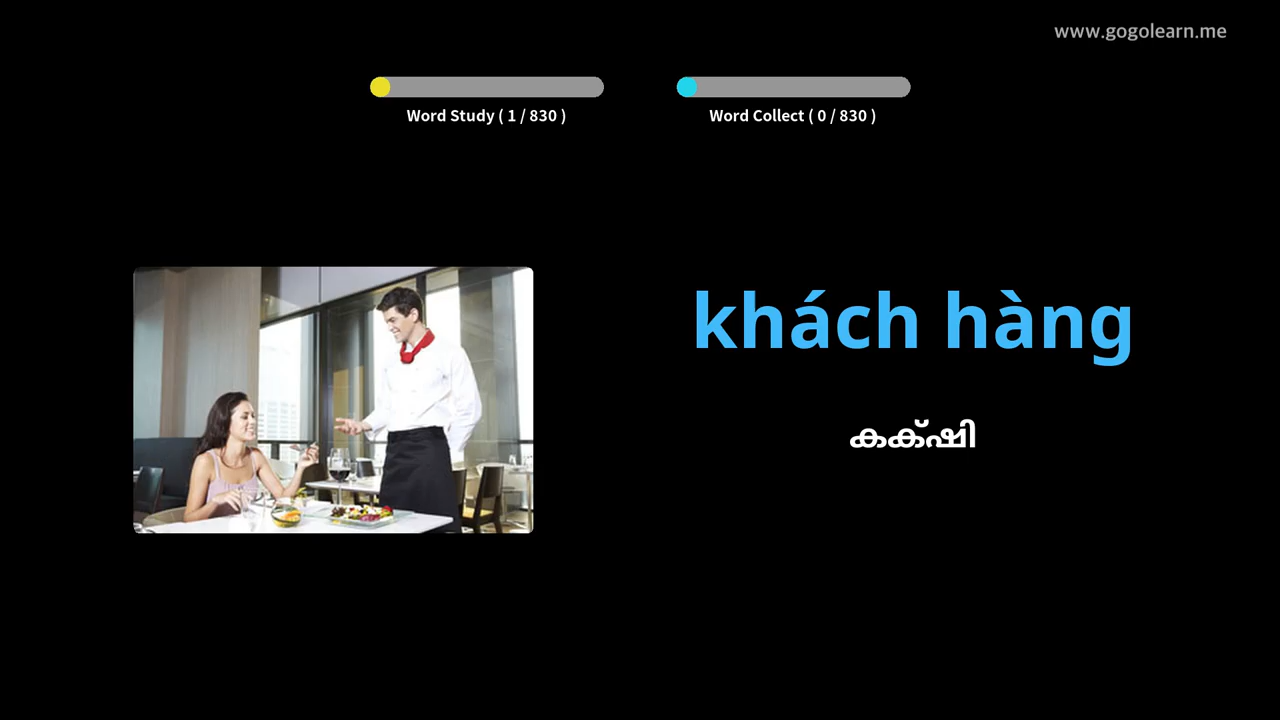 www.gogolearn.me
Word Study ( 1 / 830 )
Word Collect ( 0 / 830 )
khách hàng
കക്ഷി